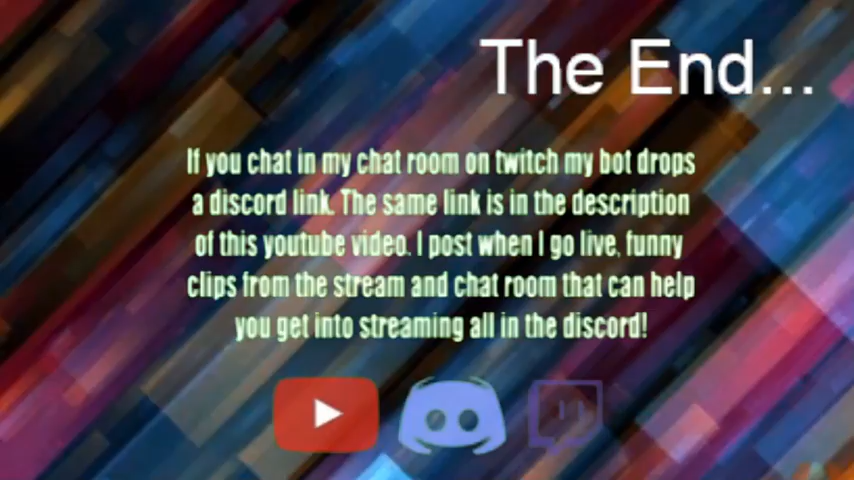 The End...
If you chat in my chat room on twitch my bot drops
a discord link. The same link is in the description
of this youtube video. I post when I go live, funny
clips from the stream and chat room that can help
you get into streaming all in the discord!